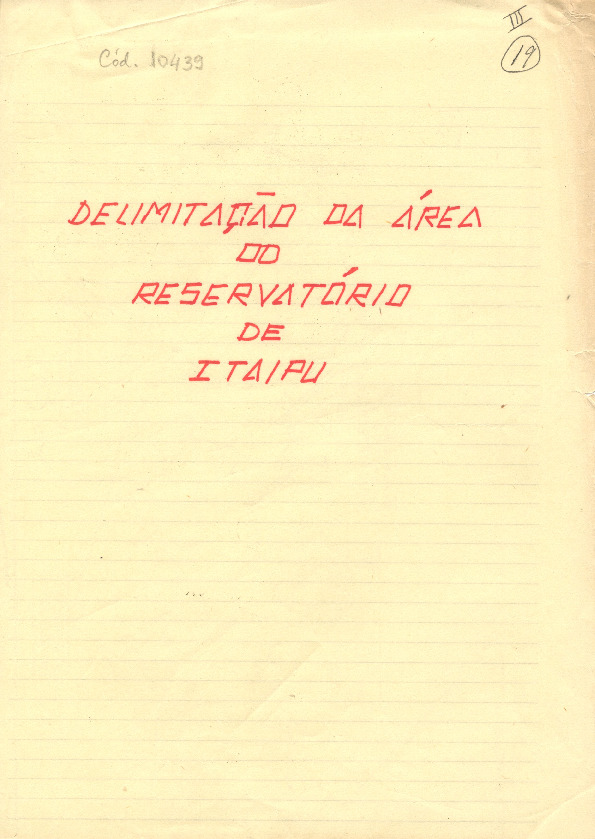 III
19
Cód. 10439
DELIMITAÇÃO DA ÁREA
DO
RESERVATÓRIO
DE
ITAIPU